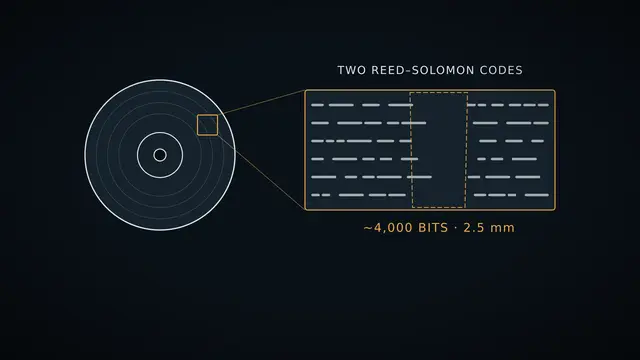 TWO REED–SOLOMON CODES
~4,000 BITS · 2.5 mm